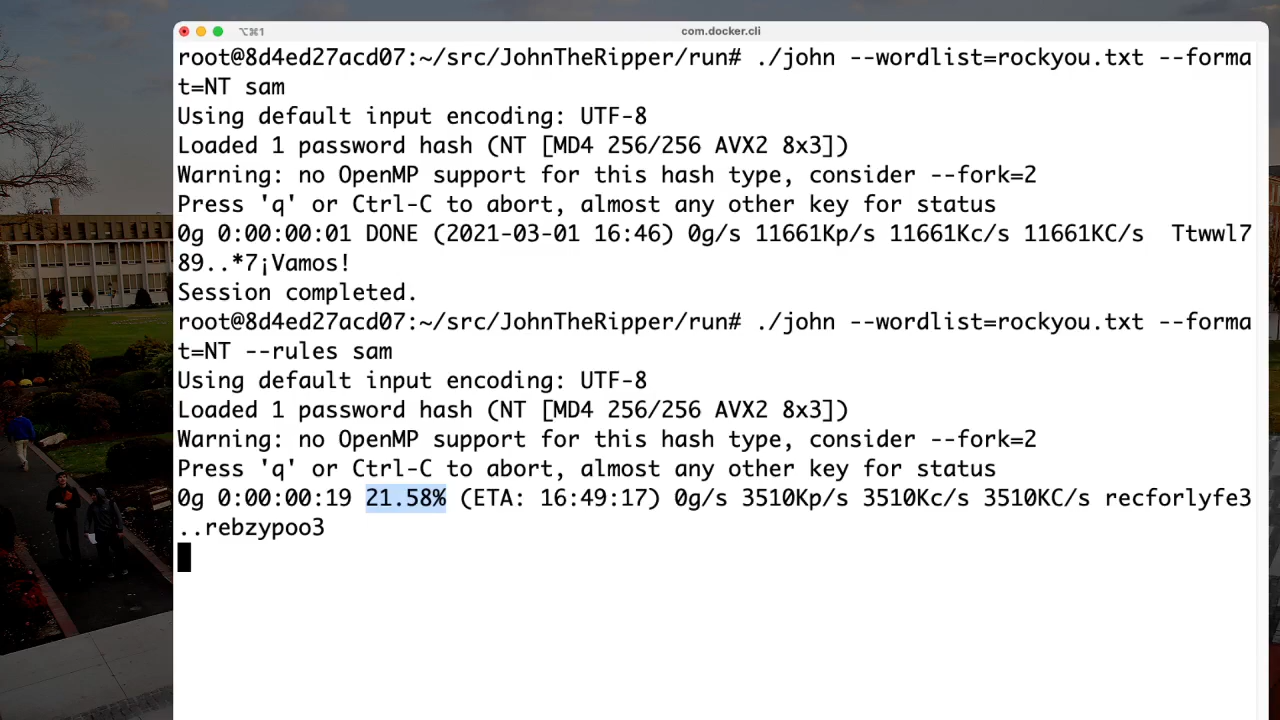 ⌥⌘1
com.docker.cli
root@8d4ed27acd07:~/src/JohnTheRipper/run# ./john --wordlist=rockyou.txt --forma
t=NT sam
Using default input encoding: UTF-8
Loaded 1 password hash (NT [MD4 256/256 AVX2 8x3])
Warning: no OpenMP support for this hash type, consider --fork=2
Press 'q' or Ctrl-C to abort, almost any other key for status
0g 0:00:00:01 DONE (2021-03-01 16:46) 0g/s 11661Kp/s 11661Kc/s 11661KC/s  Ttwwl7
89..*7¡Vamos!
Session completed.
root@8d4ed27acd07:~/src/JohnTheRipper/run# ./john --wordlist=rockyou.txt --forma
t=NT --rules sam
Using default input encoding: UTF-8
Loaded 1 password hash (NT [MD4 256/256 AVX2 8x3])
Warning: no OpenMP support for this hash type, consider --fork=2
Press 'q' or Ctrl-C to abort, almost any other key for status
0g 0:00:00:19 21.58% (ETA: 16:49:17) 0g/s 3510Kp/s 3510Kc/s 3510KC/s recforlyfe3
..rebzypoo3